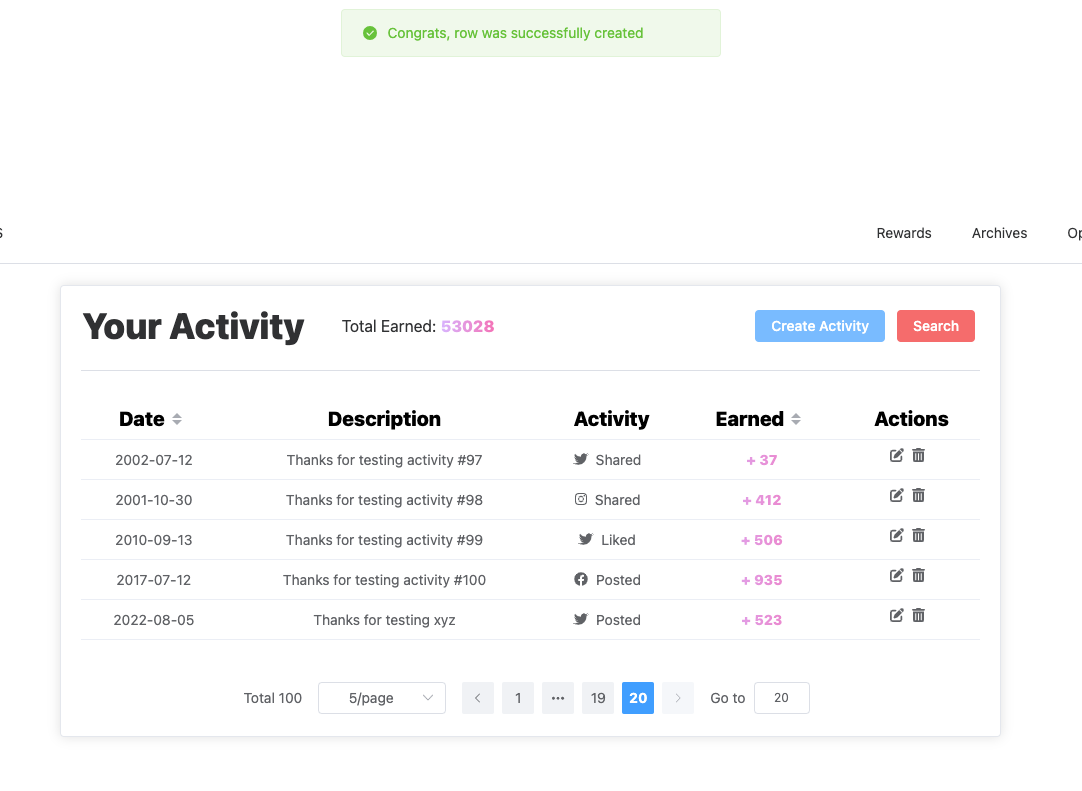 Congrats, row was successfully created
S Rewards Archives Op
Your Activity Total Earned: 53028 Create Activity Search
Date Description Activity Earned Actions
2002-07-12 Thanks for testing activity #97 Shared + 37
2001-10-30 Thanks for testing activity #98 Shared + 412
2010-09-13 Thanks for testing activity #99 Liked + 506
2017-07-12 Thanks for testing activity #100 Posted + 935
2022-08-05 Thanks for testing xyz Posted + 523
Total 100 5/page 1 ••• 19 20 Go to 20